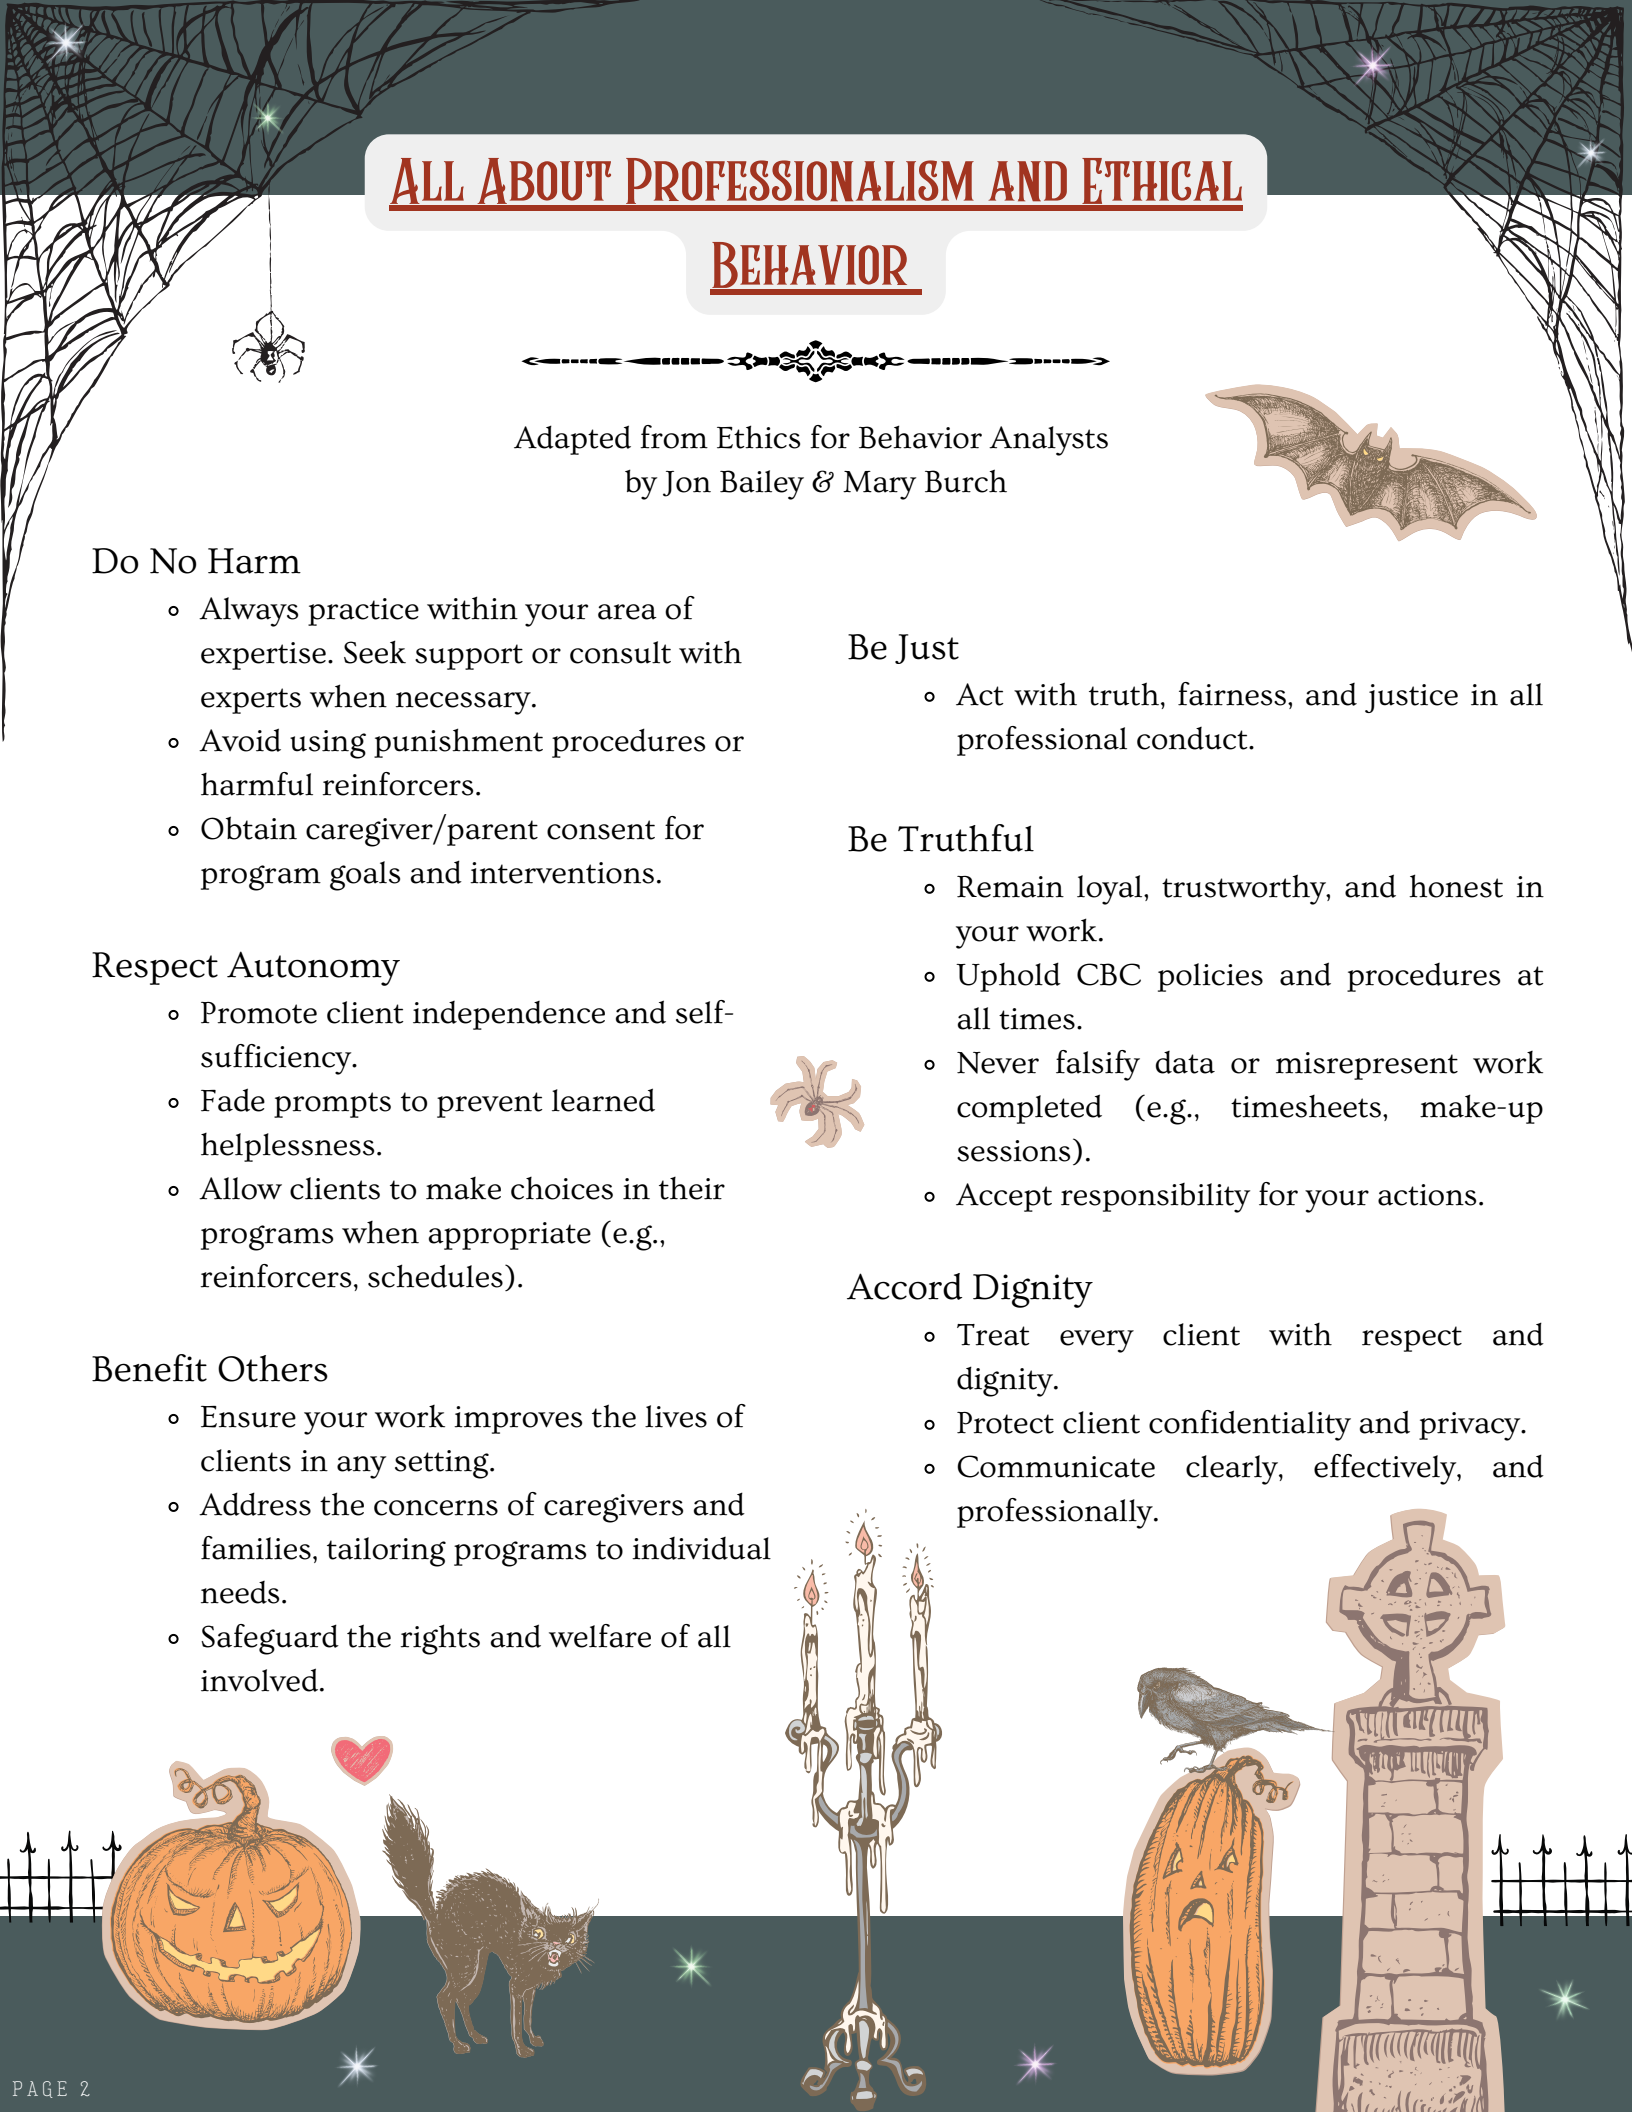 All About Professionalism and Ethical
Behavior
Adapted from Ethics for Behavior Analysts
by Jon Bailey & Mary Burch
Do No Harm
Always practice within your area of
expertise. Seek support or consult with
experts when necessary.
Avoid using punishment procedures or
harmful reinforcers.
Obtain caregiver/parent consent for
program goals and interventions.
Respect Autonomy
Promote client independence and self-
sufficiency.
Fade prompts to prevent learned
helplessness.
Allow clients to make choices in their
programs when appropriate (e.g.,
reinforcers, schedules).
Benefit Others
Ensure your work improves the lives of
clients in any setting.
Address the concerns of caregivers and
families, tailoring programs to individual
needs.
Safeguard the rights and welfare of all
involved.
Be Just
Act with truth, fairness, and justice in all
professional conduct.
Be Truthful
Remain loyal, trustworthy, and honest in
your work.
Uphold CBC policies and procedures at
all times.
Never falsify data or misrepresent work
completed (e.g., timesheets, make-up
sessions).
Accept responsibility for your actions.
Accord Dignity
Treat every client with respect and
dignity.
Protect client confidentiality and privacy.
Communicate clearly, effectively, and
professionally.
PAGE 2